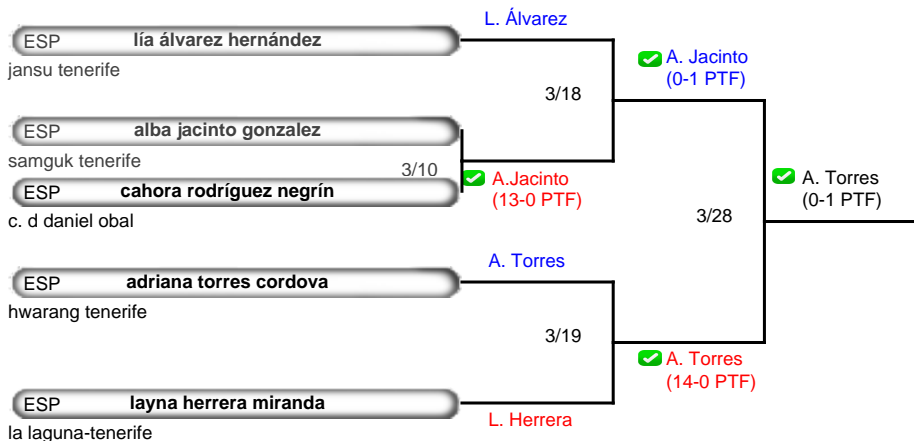 L. Álvarez
ESP lía álvarez hernández
jansu tenerife
A. Jacinto
(0-1 PTF)
3/18
ESP alba jacinto gonzalez
samguk tenerife
3/10
A.Jacinto
(13-0 PTF)
ESP cahora rodríguez negrín
c. d daniel obal
A. Torres
(0-1 PTF)
3/28
A. Torres
ESP adriana torres cordova
hwarang tenerife
3/19
A. Torres
(14-0 PTF)
ESP layna herrera miranda
L. Herrera
la laguna-tenerife